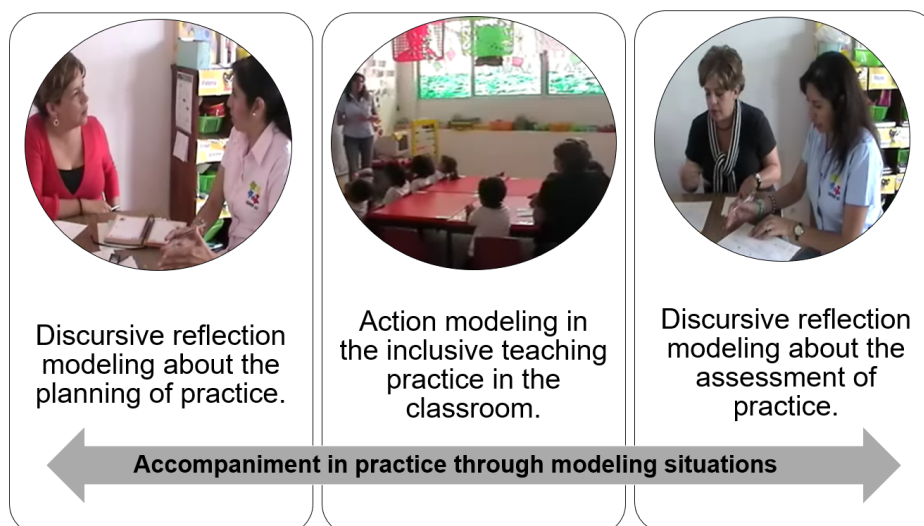 Discursive reflection
modeling about the
planning of practice.
Action modeling in
the inclusive teaching
practice in the
classroom.
Discursive reflection
modeling about the
assessment of
practice.
Accompaniment in practice through modeling situations